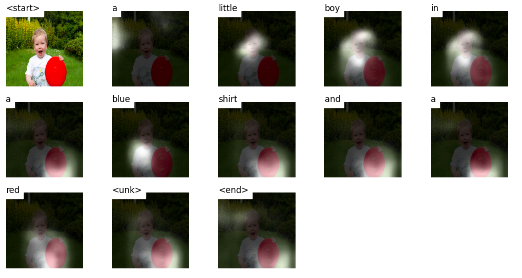 <start> a little boy in
a blue shirt and a
red <unk> <end>